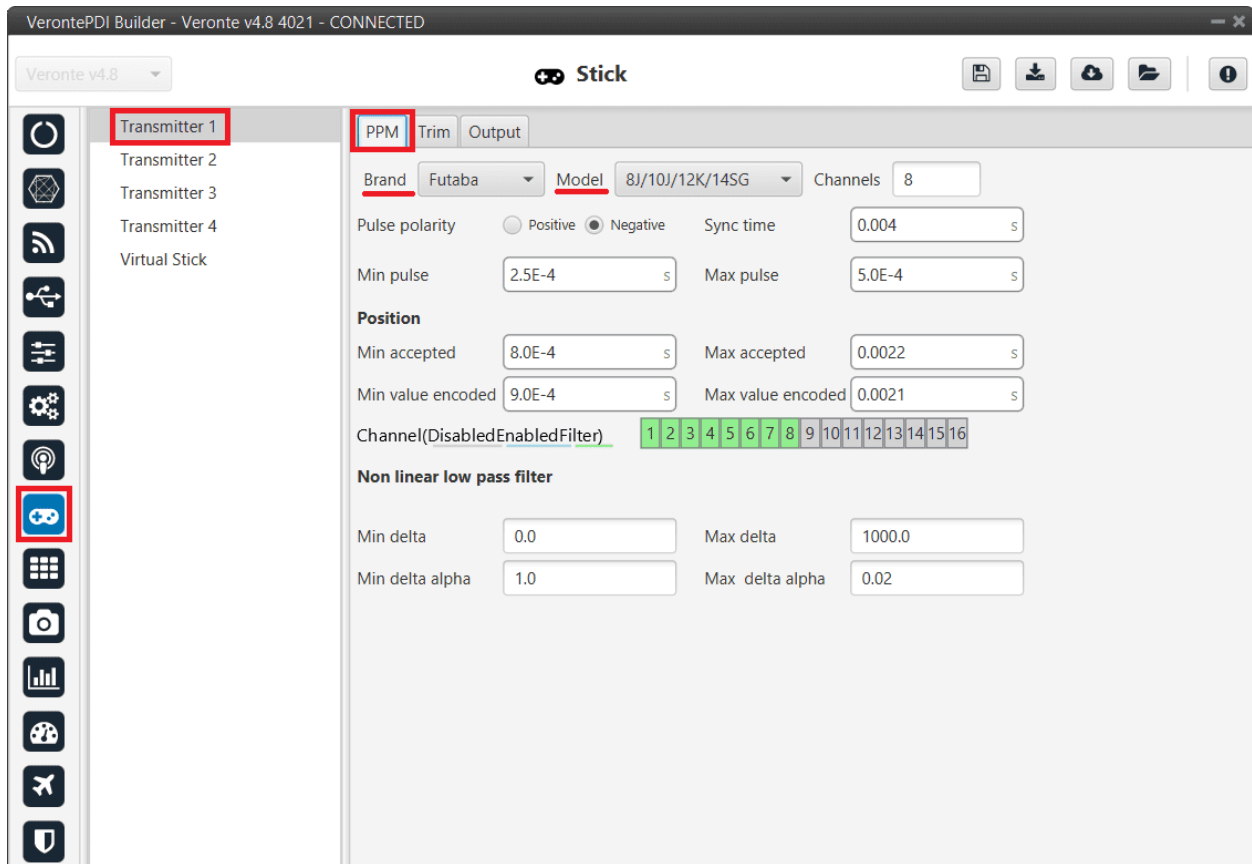 VerontePDI Builder - Veronte v4.8 4021 - CONNECTED
Veronte v4.8
Stick
Transmitter 1
Transmitter 2
Transmitter 3
Transmitter 4
Virtual Stick
PPM Trim Output
Brand Futaba Model 8J/10J/12K/14SG Channels 8
Pulse polarity Positive Negative Sync time 0.004 s
Min pulse 2.5E-4 s Max pulse 5.0E-4 s
Position
Min accepted 8.0E-4 s Max accepted 0.0022 s
Min value encoded 9.0E-4 s Max value encoded 0.0021 s
Channel(DisabledEnabledFilter) 1 2 3 4 5 6 7 8 9 10 11 12 13 14 15 16
Non linear low pass filter
Min delta 0.0 Max delta 1000.0
Min delta alpha 1.0 Max delta alpha 0.02